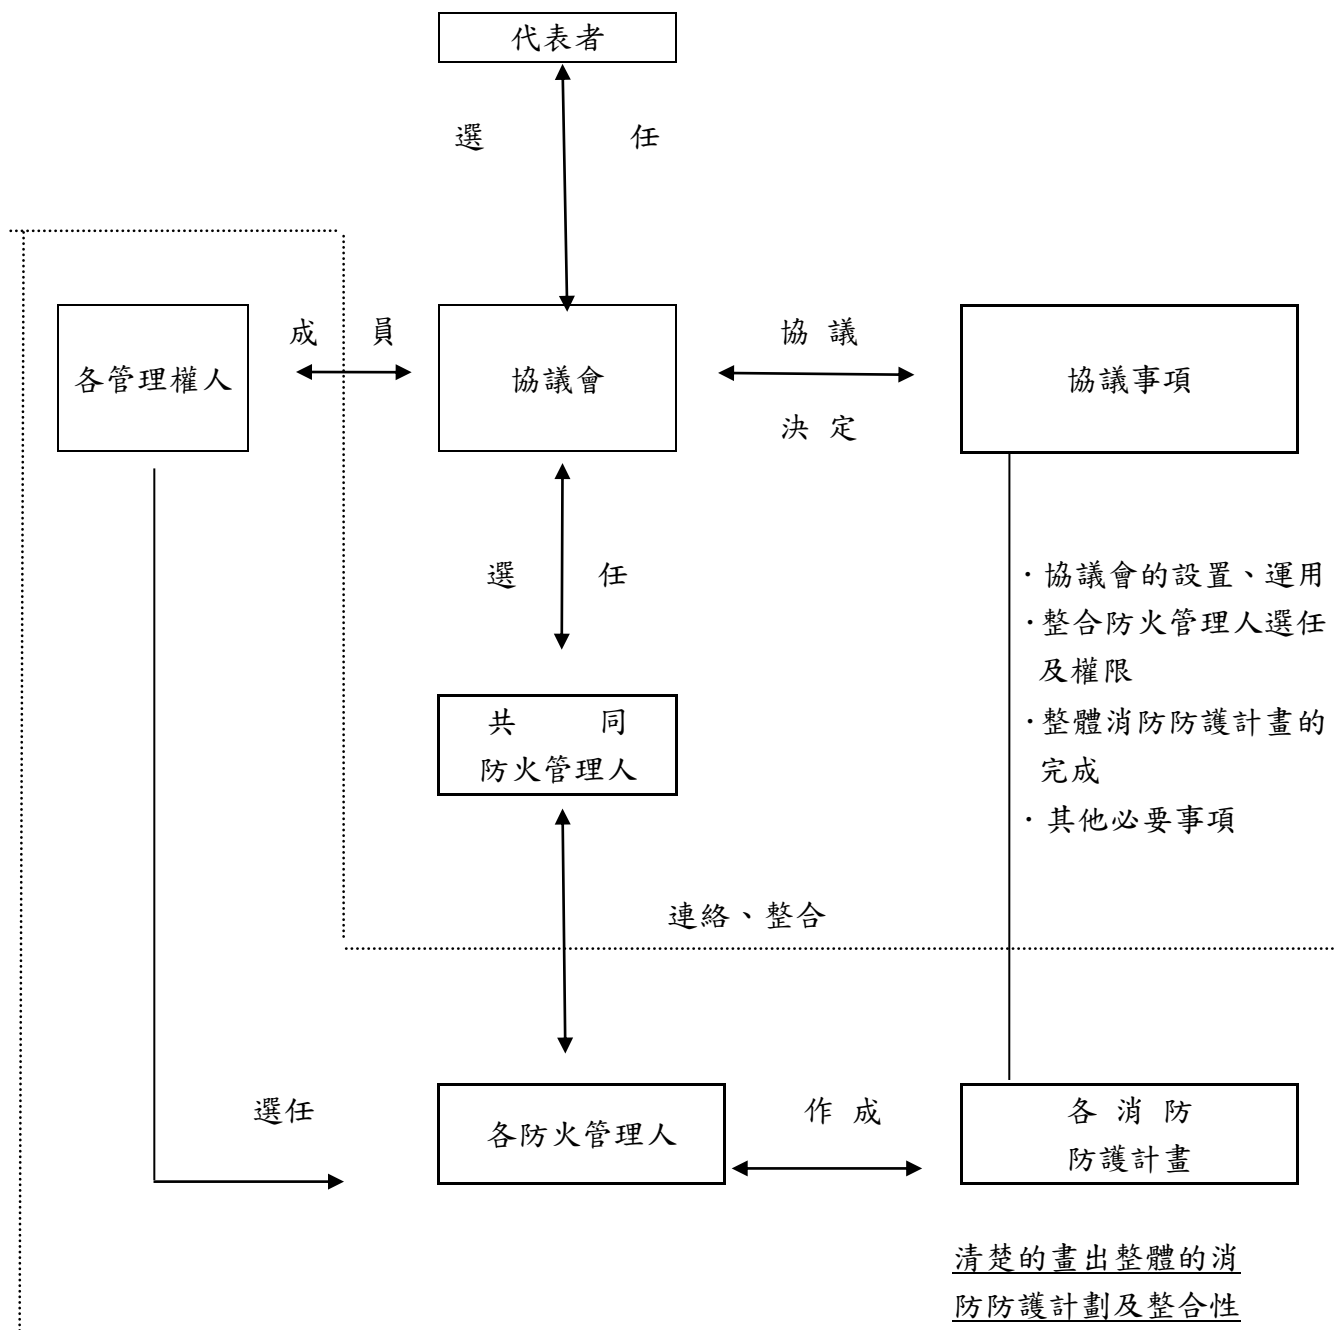 代表者
選 任
成 員
協 議
各管理權人
協議會
協議事項
決 定
選 任
·協議會的設置、運用
·整合防火管理人選任
及權限
·整體消防防護計畫的
完成
·其他必要事項
共 同
防火管理人
連絡、整合
選任
各防火管理人
作 成
各 消 防
防護計畫
清楚的畫出整體的消
防防護計劃及整合性